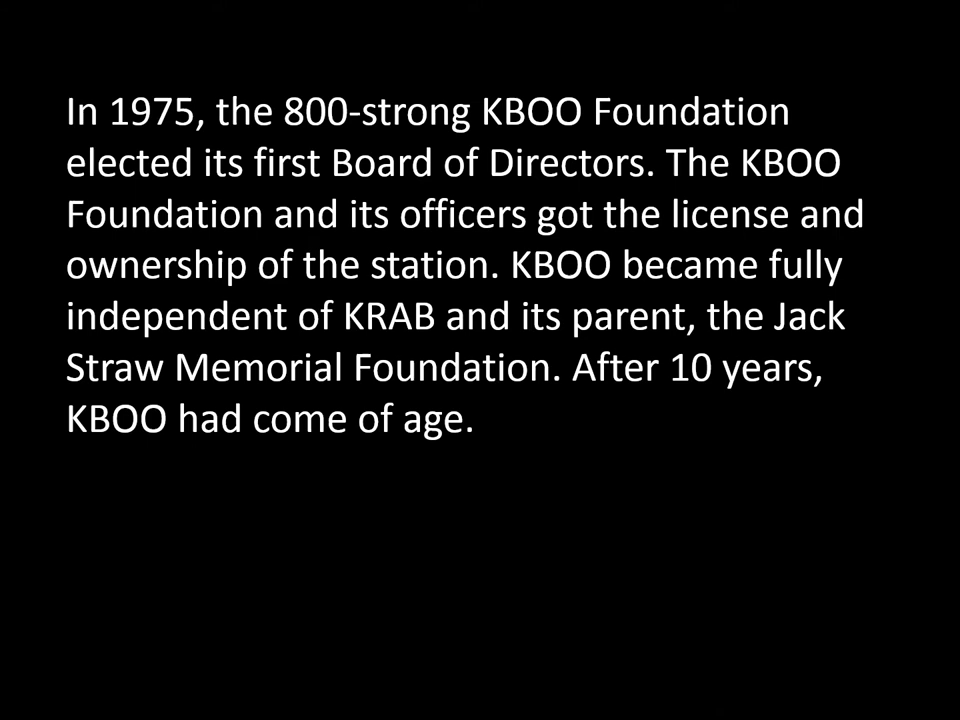 In 1975, the 800-strong KBOO Foundation
elected its first Board of Directors. The KBOO
Foundation and its officers got the license and
ownership of the station. KBOO became fully
independent of KRAB and its parent, the Jack
Straw Memorial Foundation. After 10 years,
KBOO had come of age.